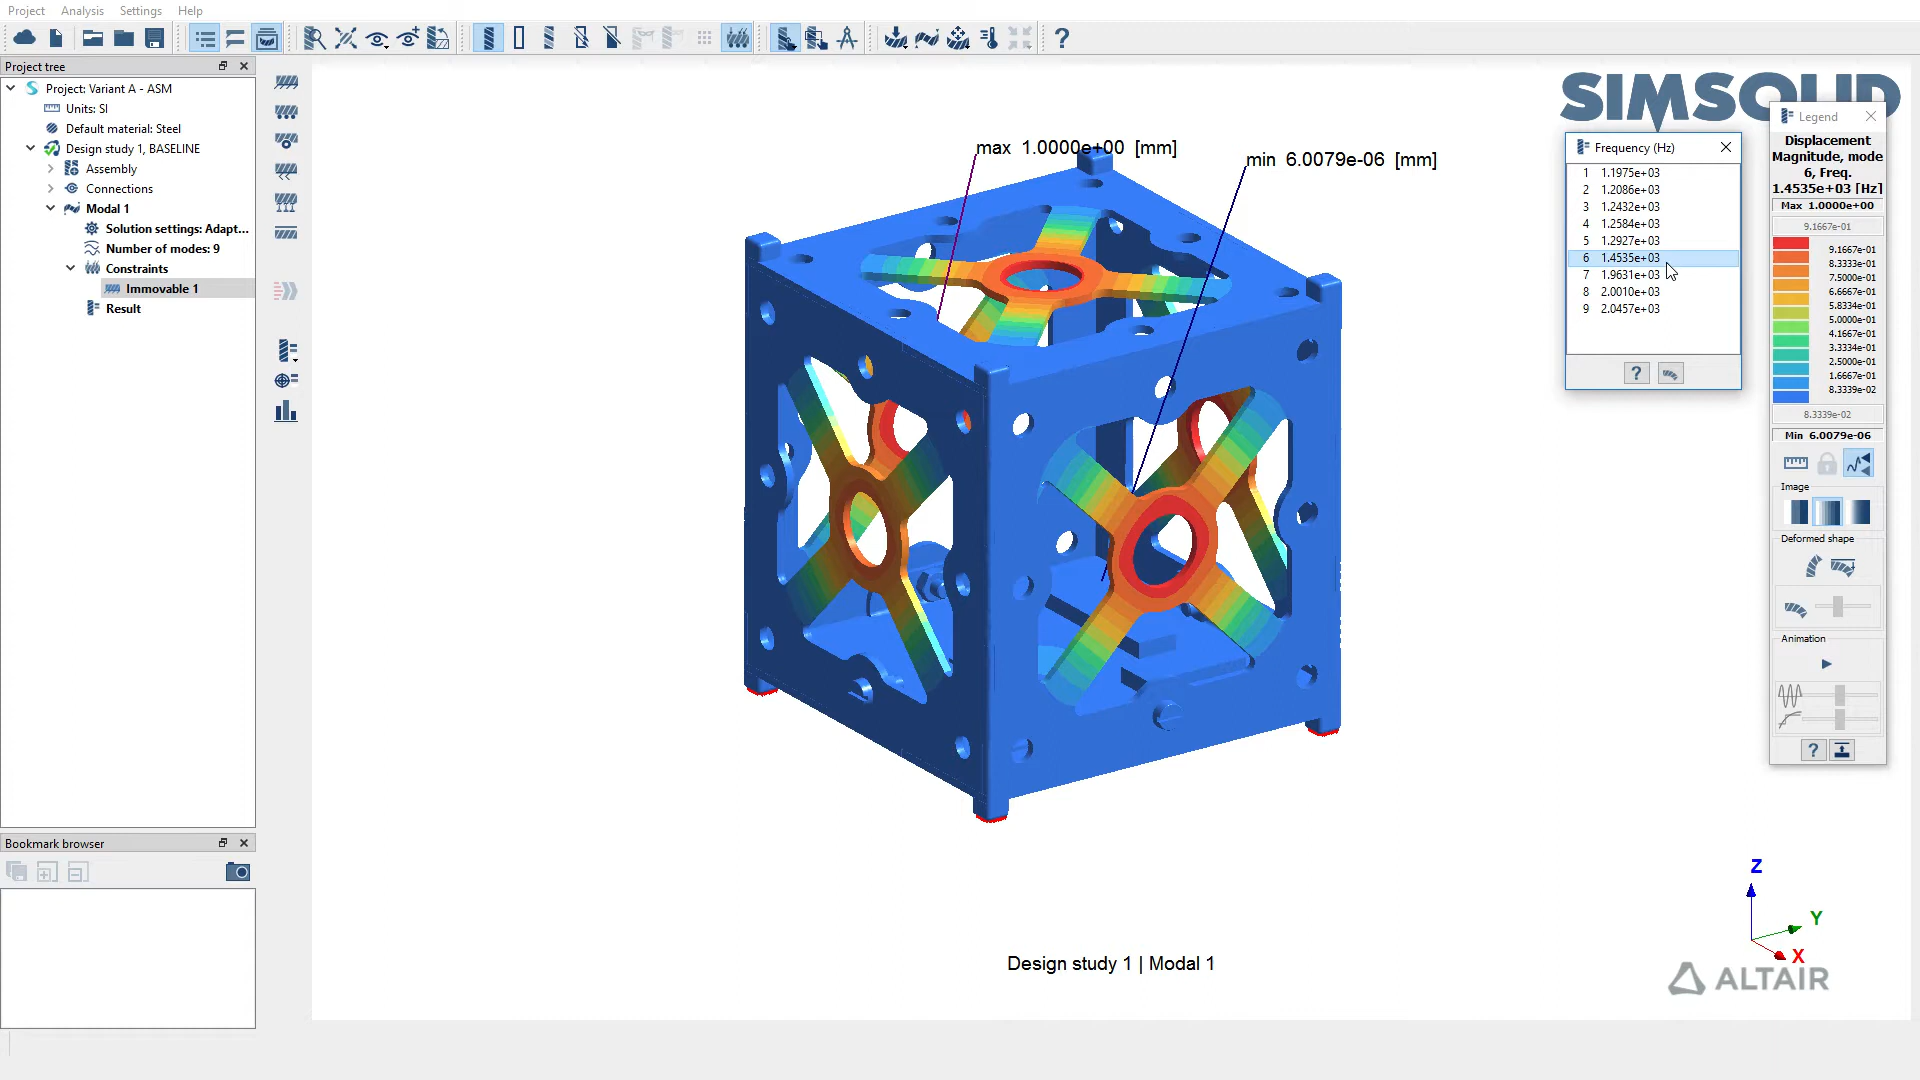 Project Analysis Settings Help
Project tree
Project: Variant A - ASM
Units: SI
Default material: Steel
Design study 1, BASELINE
Assembly
Connections
Modal 1
Solution settings: Adapt...
Number of modes: 9
Constraints
Immovable 1
Result
Bookmark browser
max 1.0000e+00 [mm]
min 6.0079e-06 [mm]
SIMSOLID
Frequency (Hz)
1 1.1975e+03
2 1.2086e+03
3 1.2432e+03
4 1.2584e+03
5 1.2927e+03
6 1.4535e+03
7 1.9631e+03
8 2.0010e+03
9 2.0457e+03
?
Legend
Displacement
Magnitude, mode
6, Freq.
1.4535e+03 [Hz]
Max 1.0000e+00
9.1667e-01
9.1667e-01
8.3333e-01
7.5000e-01
6.6667e-01
5.8334e-01
5.0000e-01
4.1667e-01
3.3334e-01
2.5000e-01
1.6667e-01
8.3339e-02
8.3339e-02
Min 6.0079e-06
Image
Deformed shape
Animation
?
Z
Y
X
Design study 1 | Modal 1
ALTAIR